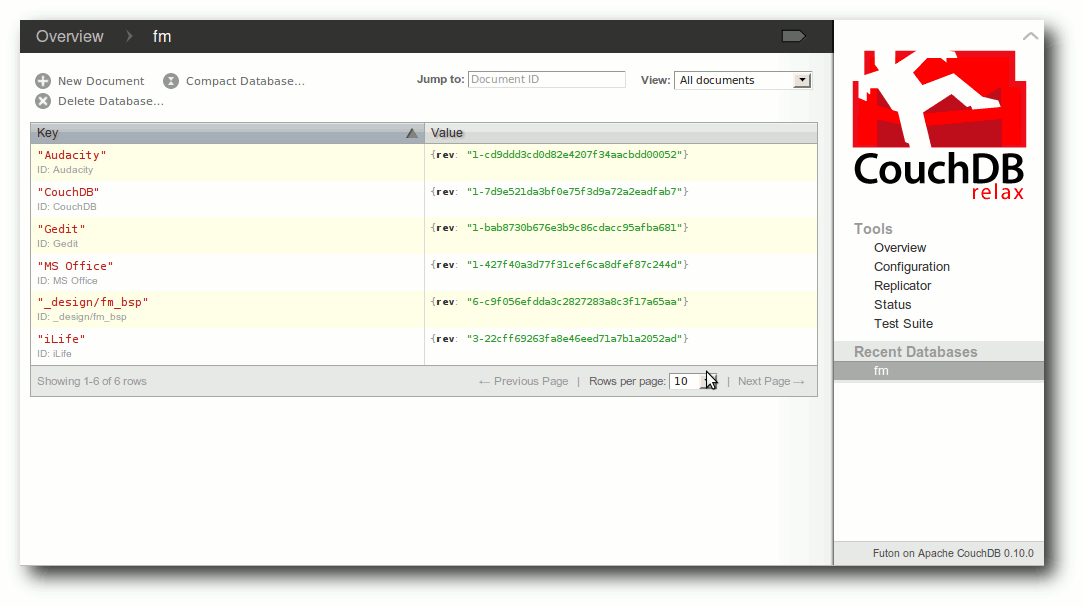 Overview fm
New Document Compact Database... Jump to: Document ID View: All documents
Delete Database...
Key Value
"Audacity" {rev: "1-cd9ddd3cd0d82e4207f34aacbdd00052"}
ID: Audacity
"CouchDB" {rev: "1-7d9e521da3bf0e75f3d9a72a2eadfab7"}
ID: CouchDB
"Gedit" {rev: "1-bab8730b676e3b9c86cdacc95afba681"}
ID: Gedit
"MS Office" {rev: "1-427f40a3d77f31cef6ca8dfef87c244d"}
ID: MS Office
"_design/fm_bsp" {rev: "6-c9f056efdda3c2827283a8c3f17a65aa"}
ID: _design/fm_bsp
"iLife" {rev: "3-22cff69263fa8e46eed71a7b1a2052ad"}
ID: iLife
Showing 1-6 of 6 rows ← Previous Page | Rows per page: 10 | Next Page →
CouchDB
relax
Tools
Overview
Configuration
Replicator
Status
Test Suite
Recent Databases
fm
Futon on Apache CouchDB 0.10.0